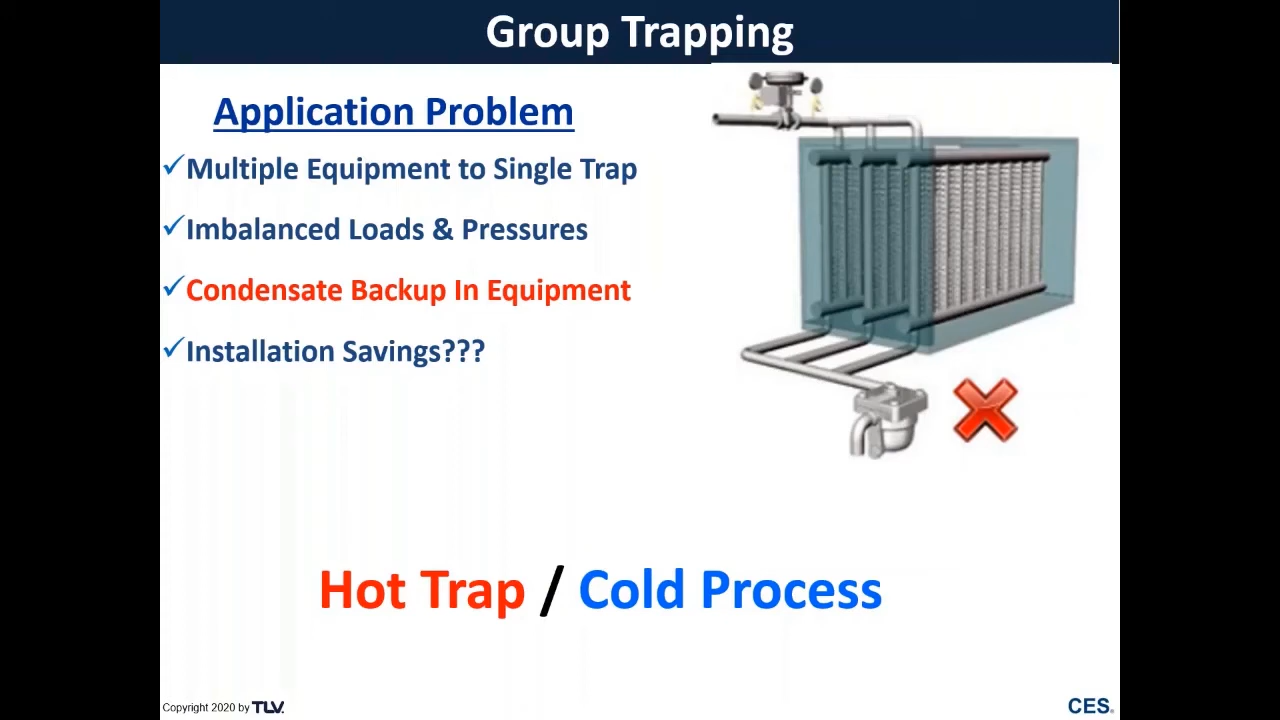 Group Trapping
Application Problem
✓Multiple Equipment to Single Trap
✓Imbalanced Loads & Pressures
✓Condensate Backup In Equipment
✓Installation Savings???
Hot Trap / Cold Process
Copyright 2020 by TLV.
CES®